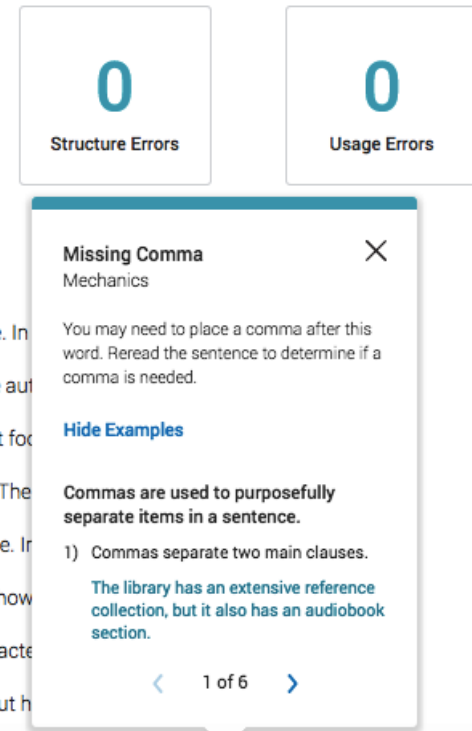 0
Structure Errors
0
Usage Errors
Missing Comma
Mechanics
You may need to place a comma after this
word. Reread the sentence to determine if a
comma is needed.
Hide Examples
Commas are used to purposefully
separate items in a sentence.
1) Commas separate two main clauses.
The library has an extensive reference
collection, but it also has an audiobook
section.
1 of 6
. In
The